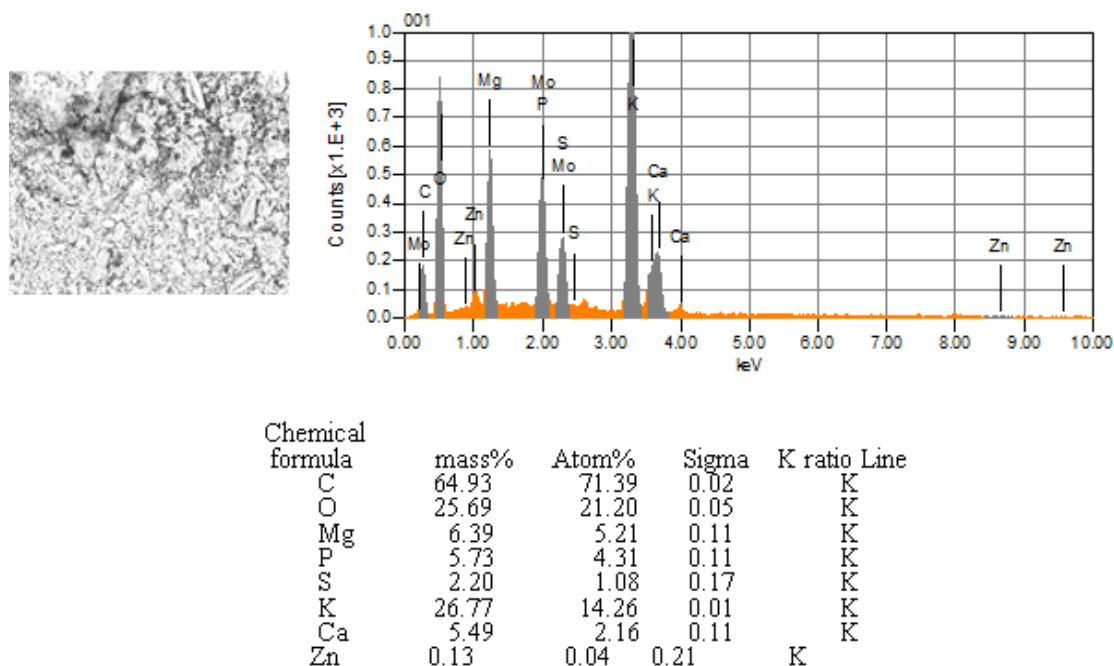 001
Counts[x1.E+3]
1.0
0.9
0.8
0.7
0.6
0.5
0.4
0.3
0.2
0.1
0.0
Mo C O Zn Zn Mg Mo P S Mo S K K Ca Ca Zn Zn
0.00 1.00 2.00 3.00 4.00 5.00 6.00 7.00 8.00 9.00 10.00
keV
Chemical
formula mass% Atom% Sigma K ratio Line
C 64.93 71.39 0.02 K
O 25.69 21.20 0.05 K
Mg 6.39 5.21 0.11 K
P 5.73 4.31 0.11 K
S 2.20 1.08 0.17 K
K 26.77 14.26 0.01 K
Ca 5.49 2.16 0.11 K
Zn 0.13 0.04 0.21 K